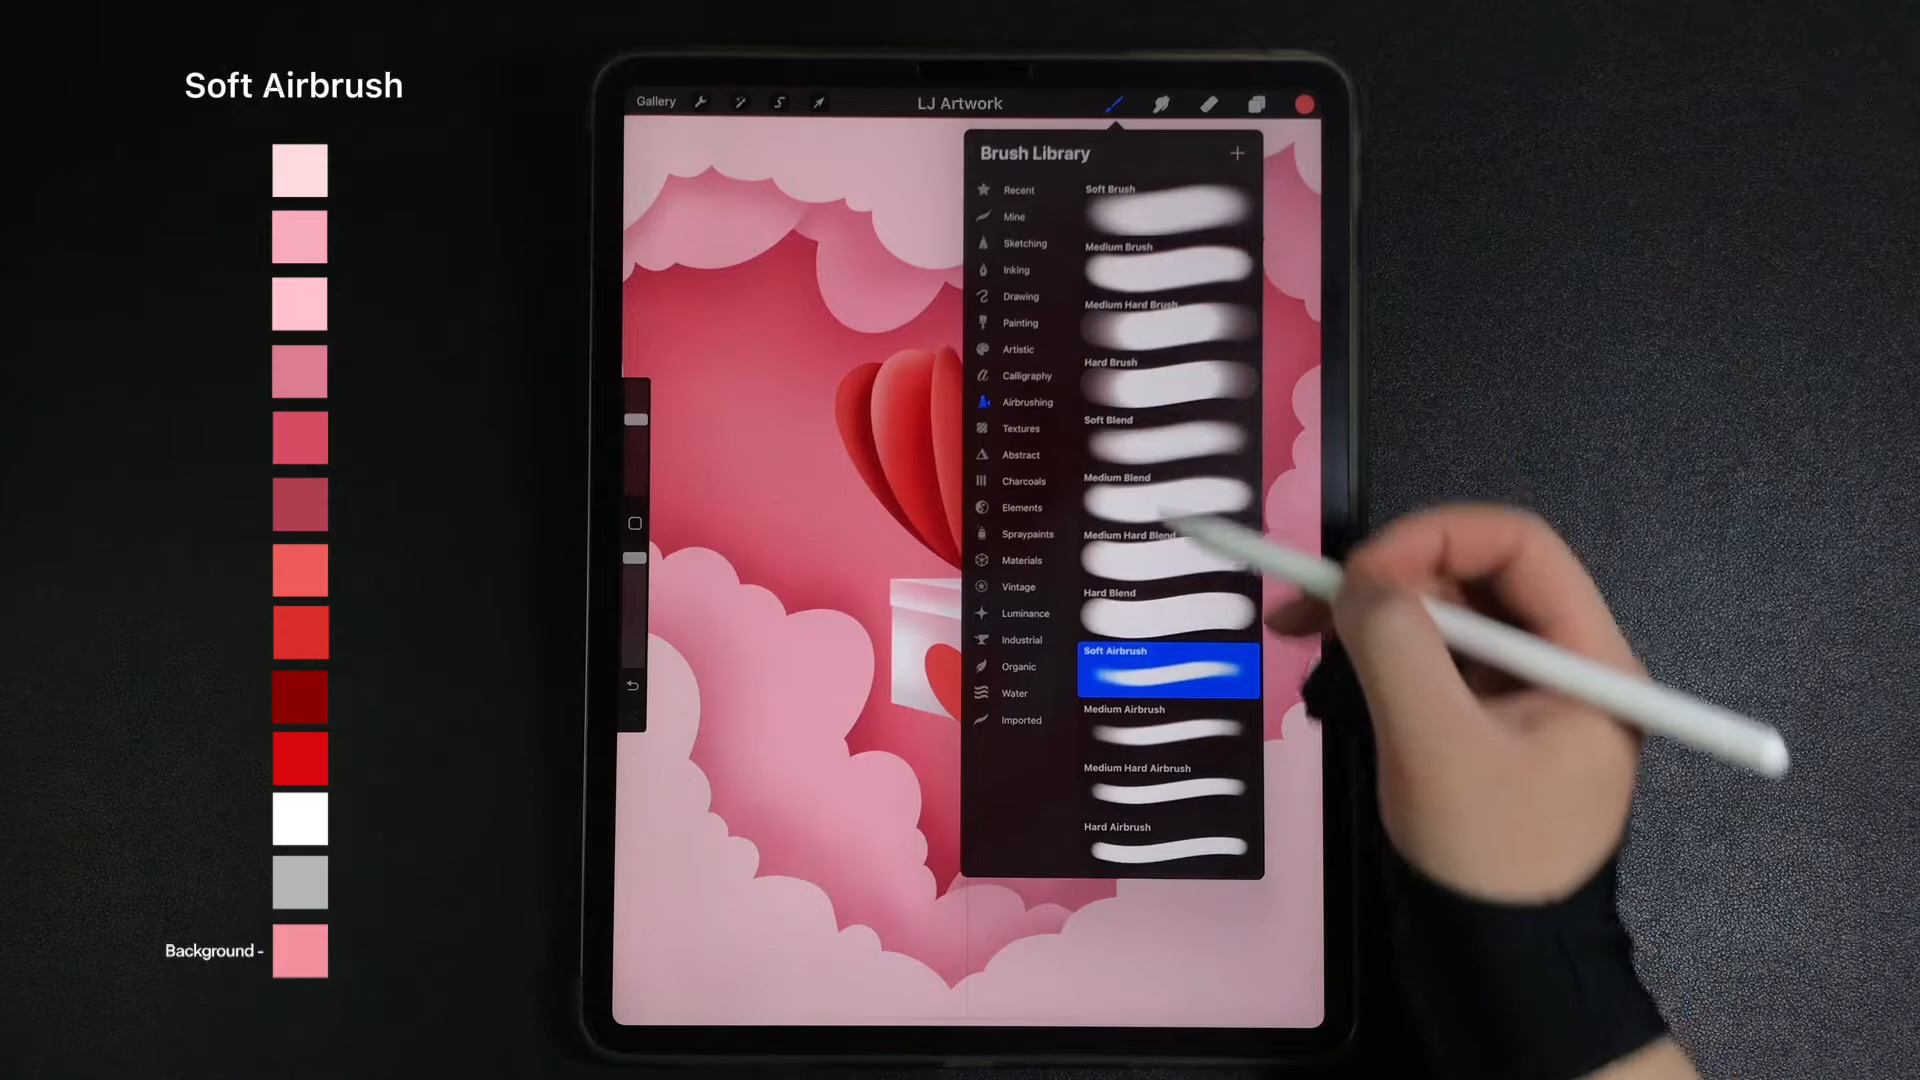 Soft Airbrush
Background -
Gallery
LJ Artwork
Brush Library
Recent
Mine
Sketching
Inking
Drawing
Painting
Artistic
Calligraphy
Airbrushing
Textures
Abstract
Charcoals
Elements
Spraypaints
Materials
Vintage
Luminance
Industrial
Organic
Water
Imported
Soft Brush
Medium Brush
Medium Hard Brush
Hard Brush
Soft Blend
Medium Blend
Medium Hard Blend
Hard Blend
Soft Airbrush
Medium Airbrush
Medium Hard Airbrush
Hard Airbrush